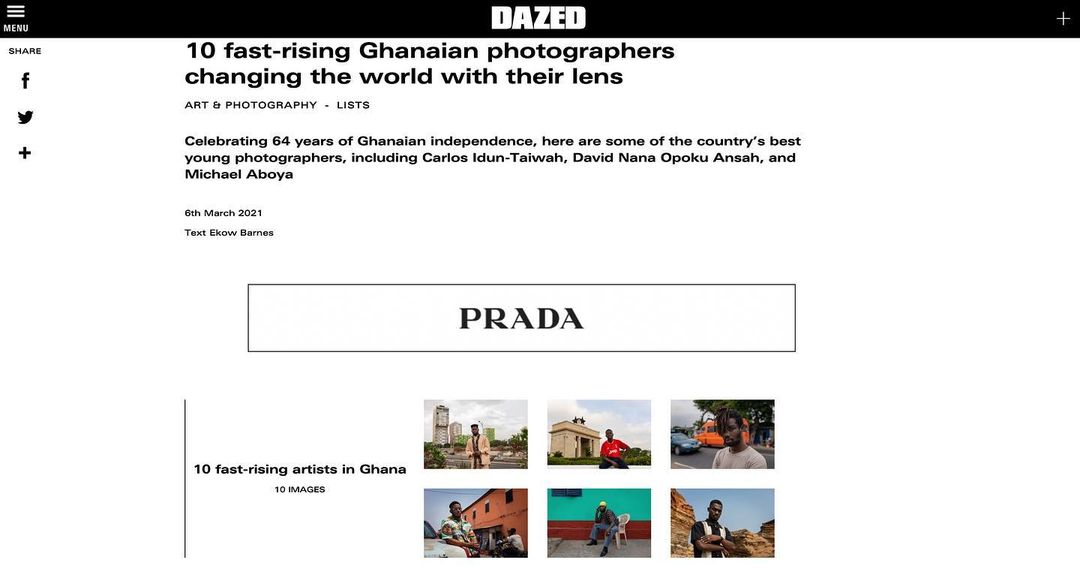 MENU
DAZED
SHARE
10 fast-rising Ghanaian photographers
changing the world with their lens
ART & PHOTOGRAPHY - LISTS
Celebrating 64 years of Ghanaian independence, here are some of the country’s best
young photographers, including Carlos Idun-Taiwah, David Nana Opoku Ansah, and
Michael Aboya
6th March 2021
Text Ekow Barnes
PRADA
10 fast-rising artists in Ghana
10 IMAGES